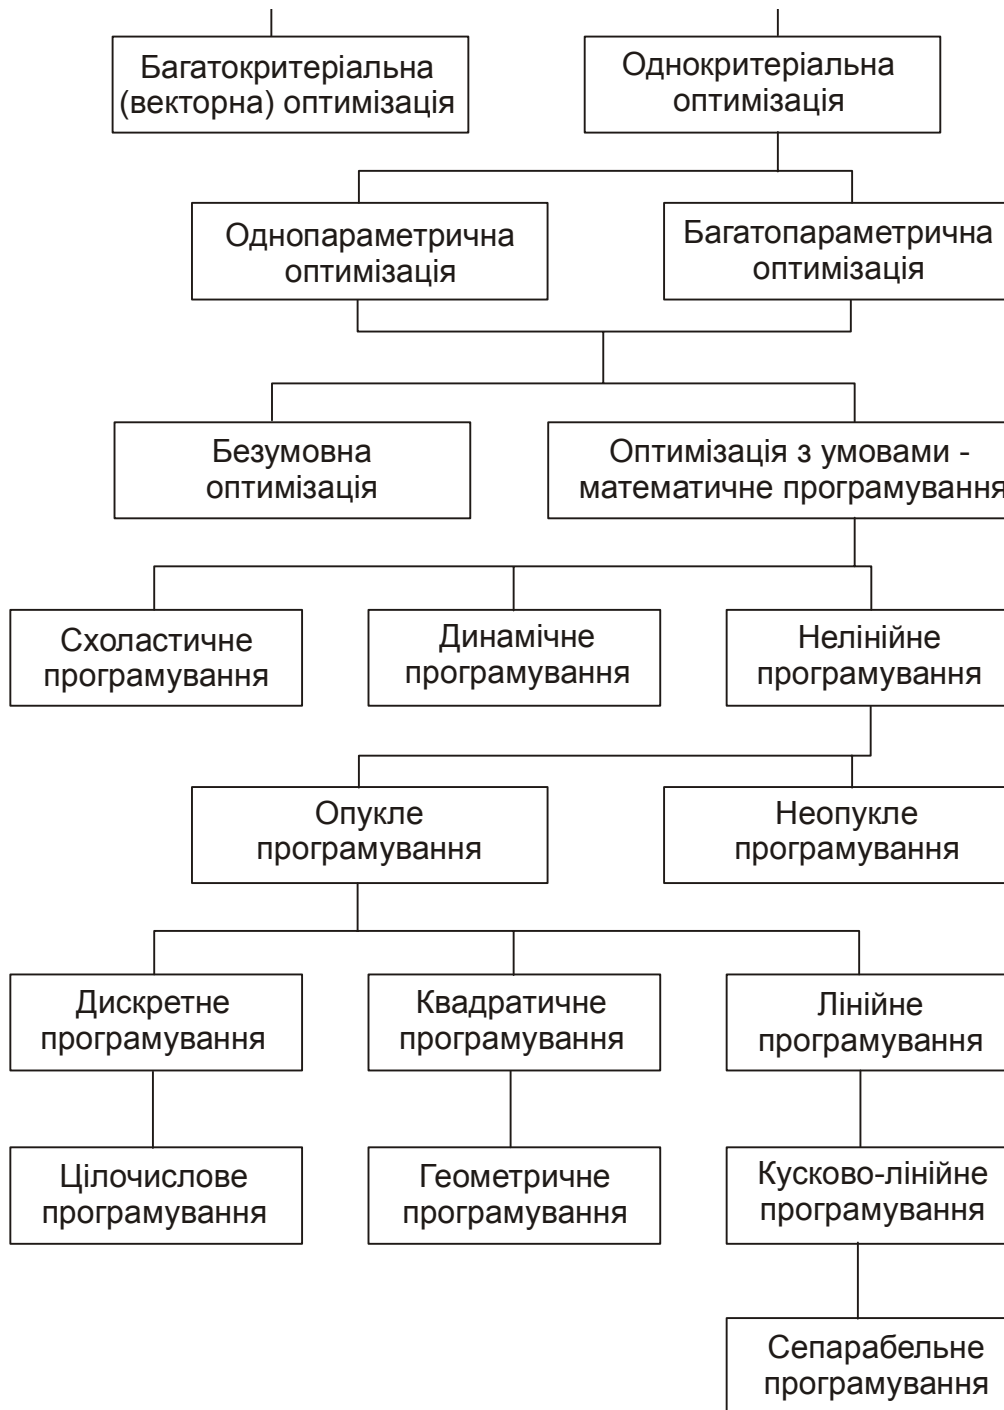 Багатокритеріальна
(векторна) оптимізація
Однокритеріальна
оптимізація
Однопараметрична
оптимізація
Багатопараметрична
оптимізація
Безумовна
оптимізація
Оптимізація з умовами -
математичне програмування
Схоластичне
програмування
Динамічне
програмування
Нелінійне
програмування
Опукле
програмування
Неопукле
програмування
Дискретне
програмування
Квадратичне
програмування
Лінійне
програмування
Цілочислове
програмування
Геометричне
програмування
Кусково-лінійне
програмування
Сепарабельне
програмування